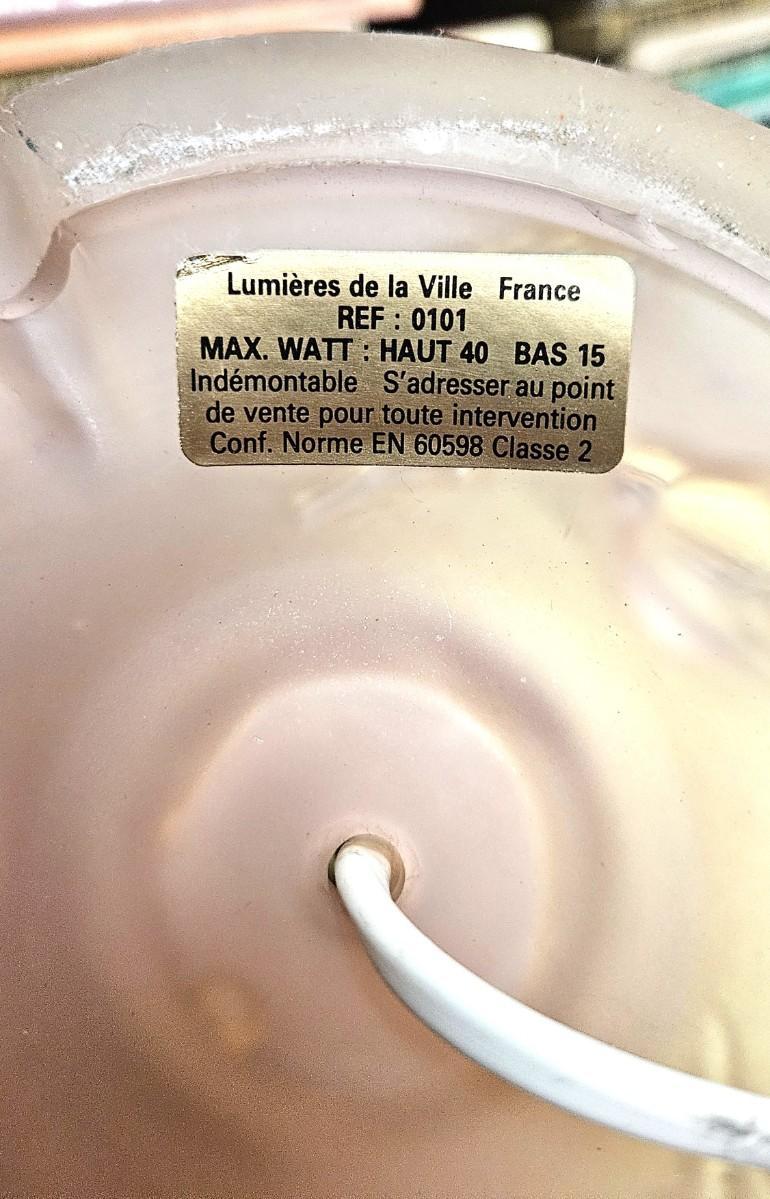 Lumières de la Ville France
REF : 0101
MAX. WATT : HAUT 40 BAS 15
Indémontable S'adresser au point
de vente pour toute intervention
Conf. Norme EN 60598 Classe 2